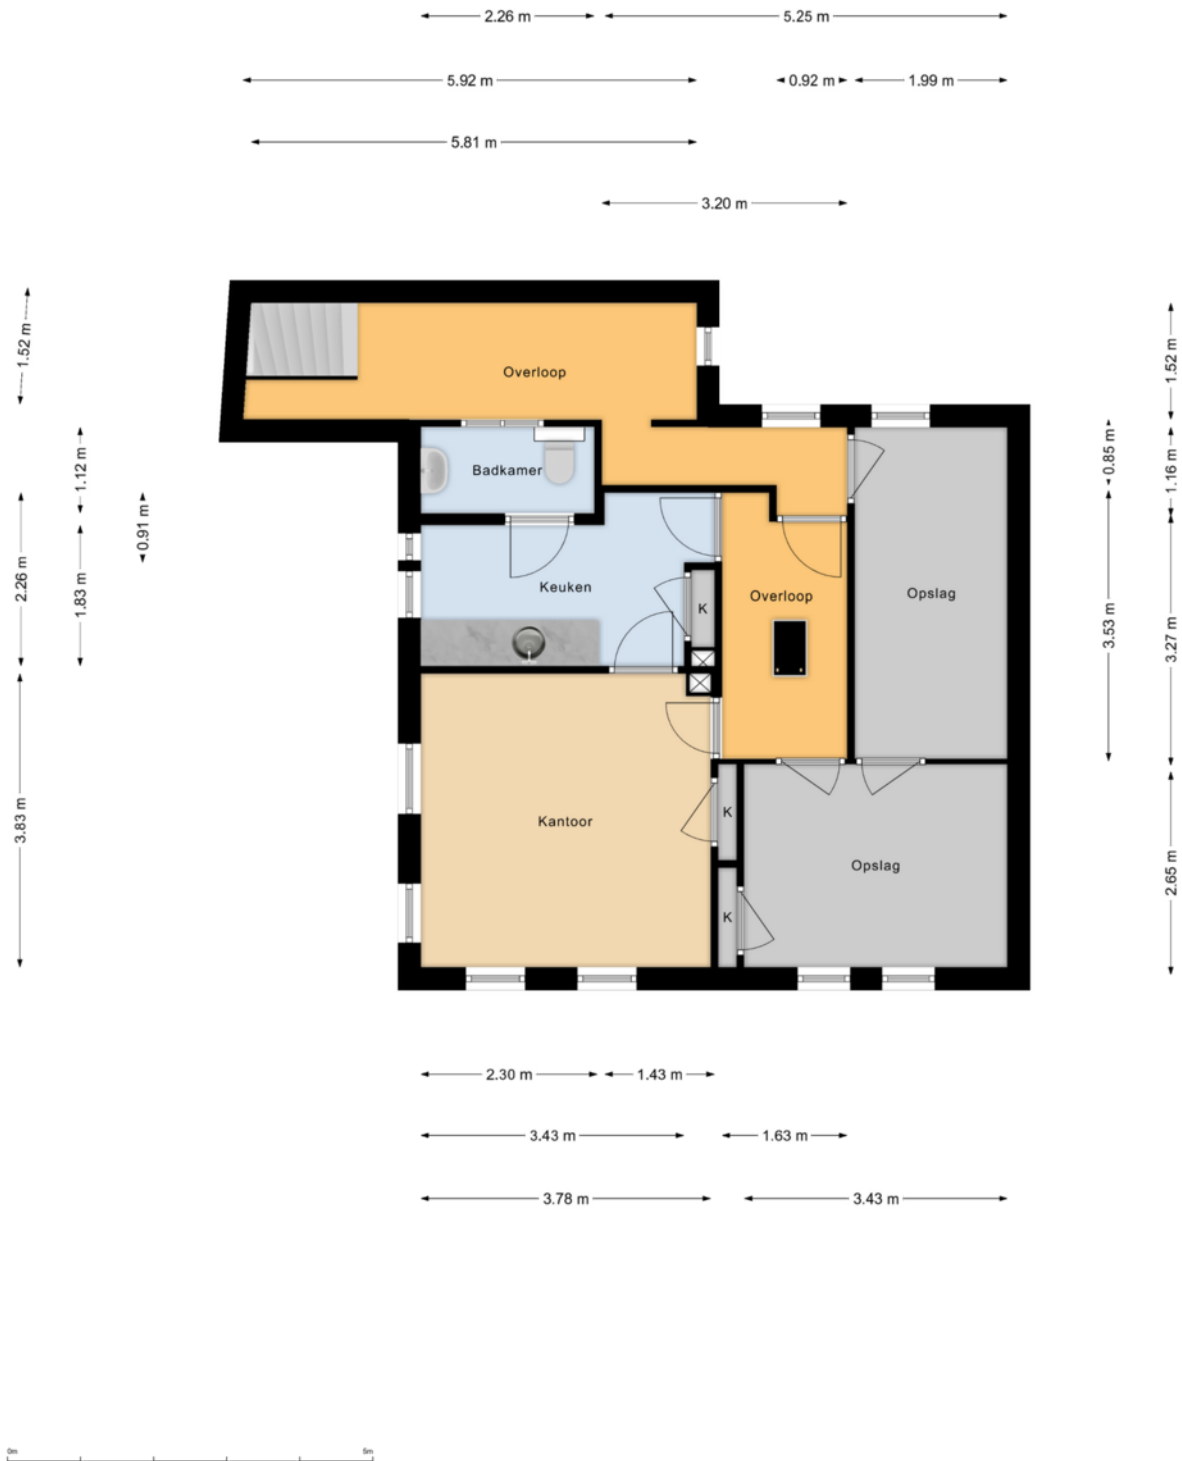 2.26 m 5.25 m
5.92 m 0.92 m 1.99 m
5.81 m
3.20 m
1.52 m
1.12 m
0.91 m
2.26 m
1.83 m
3.83 m
Overloop
Badkamer
Keuken
K
Overloop
Opslag
Kantoor
K
Opslag
K
1.52 m
0.85 m
1.16 m
3.53 m
3.27 m
2.65 m
2.30 m 1.43 m
3.43 m 1.63 m
3.78 m 3.43 m
0m 5m